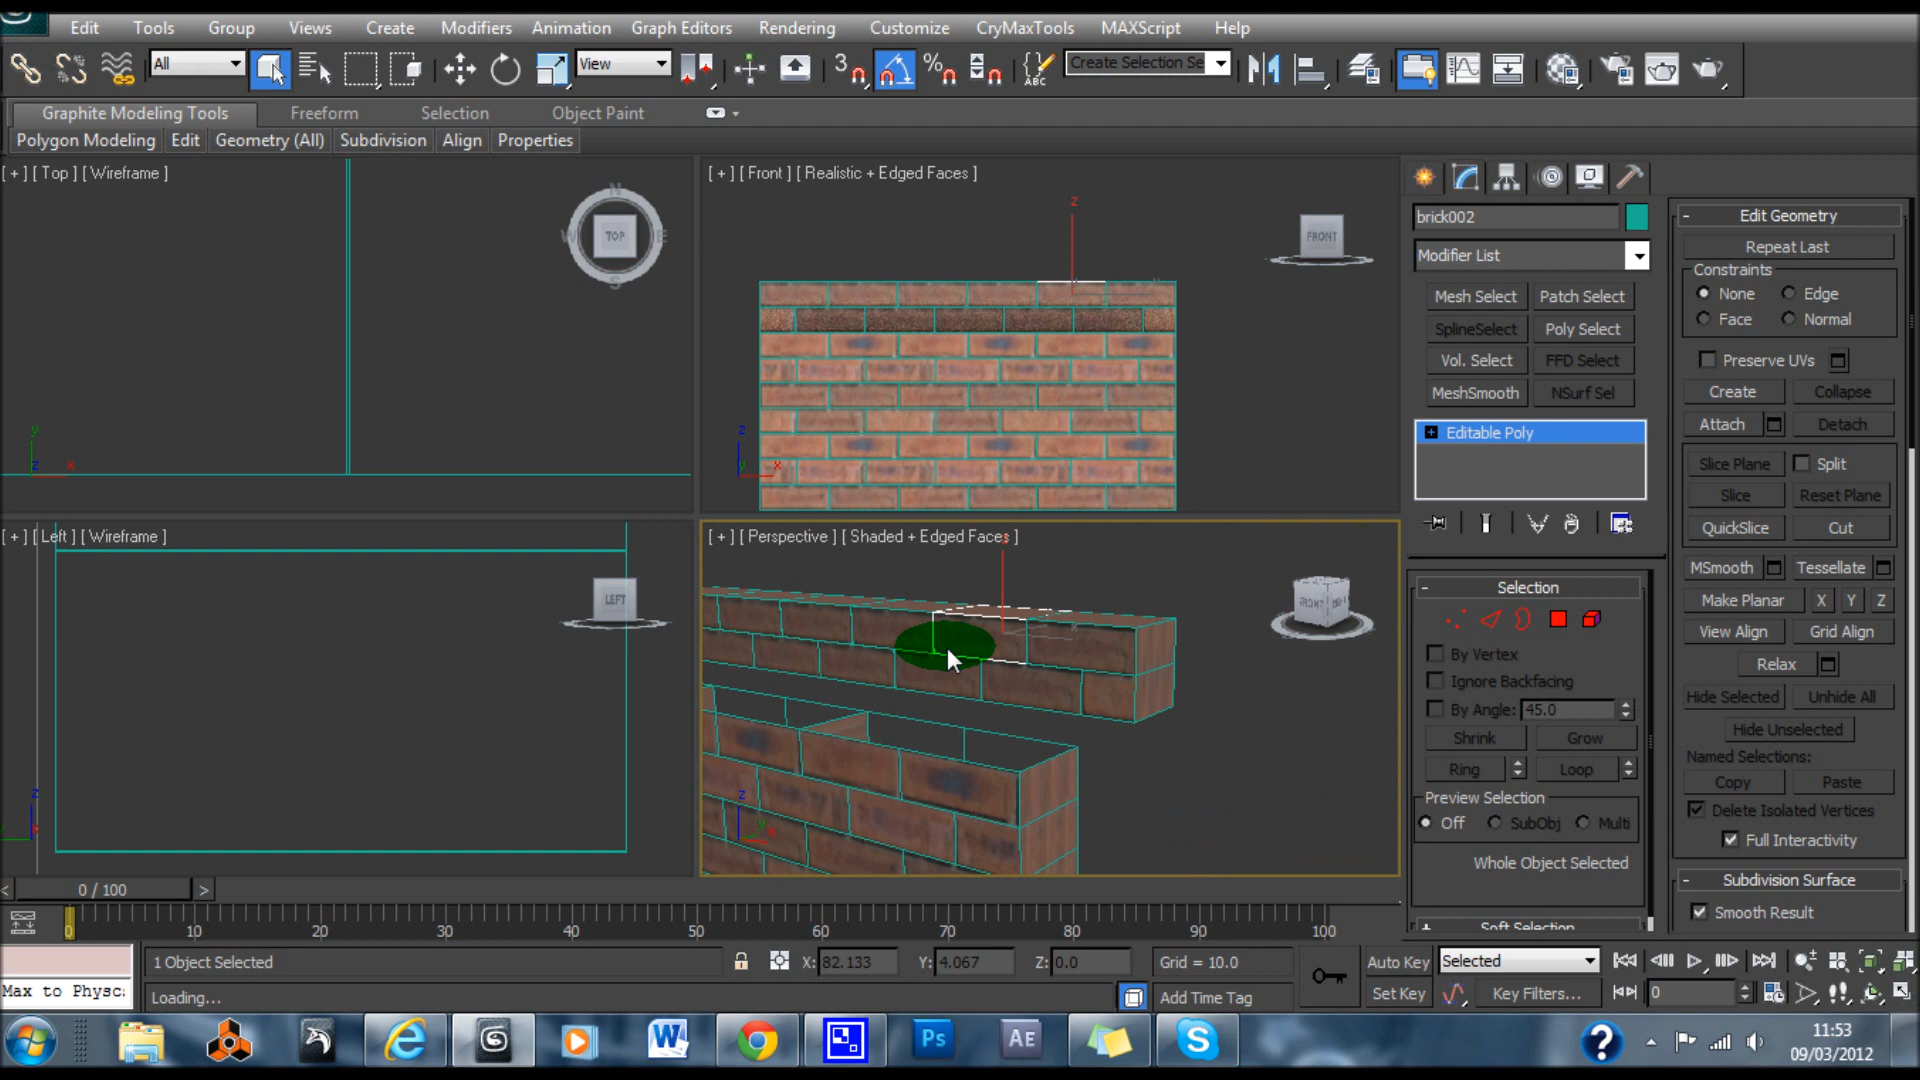 Edit Tools Group Views Create Modifiers Animation Graph Editors Rendering Customize CryMaxTools MAXScript Help
All View 3 % ABC Create Selection Se
Graphite Modeling Tools Freeform Selection Object Paint
Polygon Modeling Edit Geometry (All) Subdivision Align Properties
[ + ] [ Top ] [ Wireframe ]
N
W TOP E
S
y
z x
[ + ] [ Front ] [ Realistic + Edged Faces ]
z
FRONT
z
y x
[ + ] [ Left ] [ Wireframe ]
LEFT
z
y
[ + ] [ Perspective ] [ Shaded + Edged Faces ]
FRONT
x
z
y
x
brick002
Modifier List
Mesh Select Patch Select
SplineSelect Poly Select
Vol. Select FFD Select
MeshSmooth NSurf Sel
+ Editable Poly
- Selection
By Vertex
Ignore Backfacing
By Angle: 45.0
Shrink Grow
Ring Loop
Preview Selection
Off SubObj Multi
Whole Object Selected
+ Soft Selection
- Edit Geometry
Repeat Last
Constraints
None Edge
Face Normal
Preserve UVs
Create Collapse
Attach Detach
Slice Plane Split
Slice Reset Plane
QuickSlice Cut
MSmooth Tessellate
Make Planar X Y Z
View Align Grid Align
Relax
Hide Selected Unhide All
Hide Unselected
Named Selections:
Copy Paste
Delete Isolated Vertices
Full Interactivity
- Subdivision Surface
Smooth Result
< 0 / 100 >
0 10 20 30 40 50 60 70 80 90 100
1 Object Selected X: 82.133 Y: 4.067 Z: 0.0 Grid = 10.0 Auto Key Selected
Max to Physc: Loading... Add Time Tag Set Key Key Filters... 0
W Ps AE S ?
11:53
09/03/2012